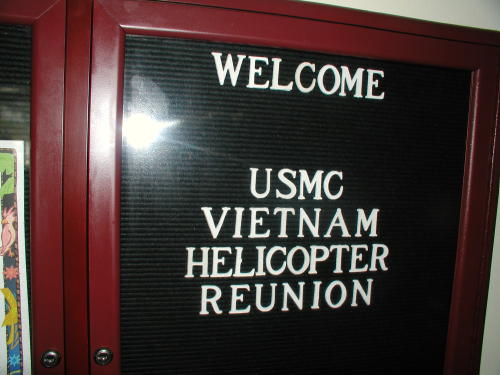 WELCOME
USMC
VIETNAM
HELICOPTER
REUNION